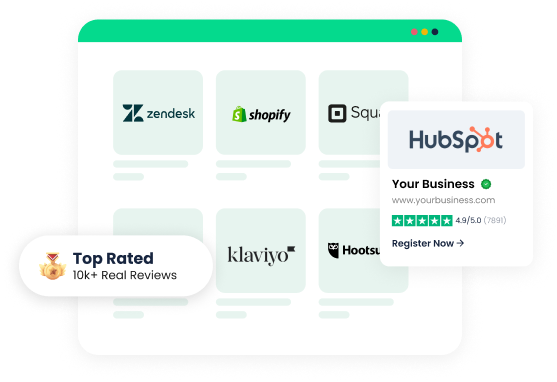 zendesk
shopify
Squa
HubSpot
Your Business
www.yourbusiness.com
4.9/5.0 (7891)
Register Now →
Top Rated
10k+ Real Reviews
klaviyo
Hootsu